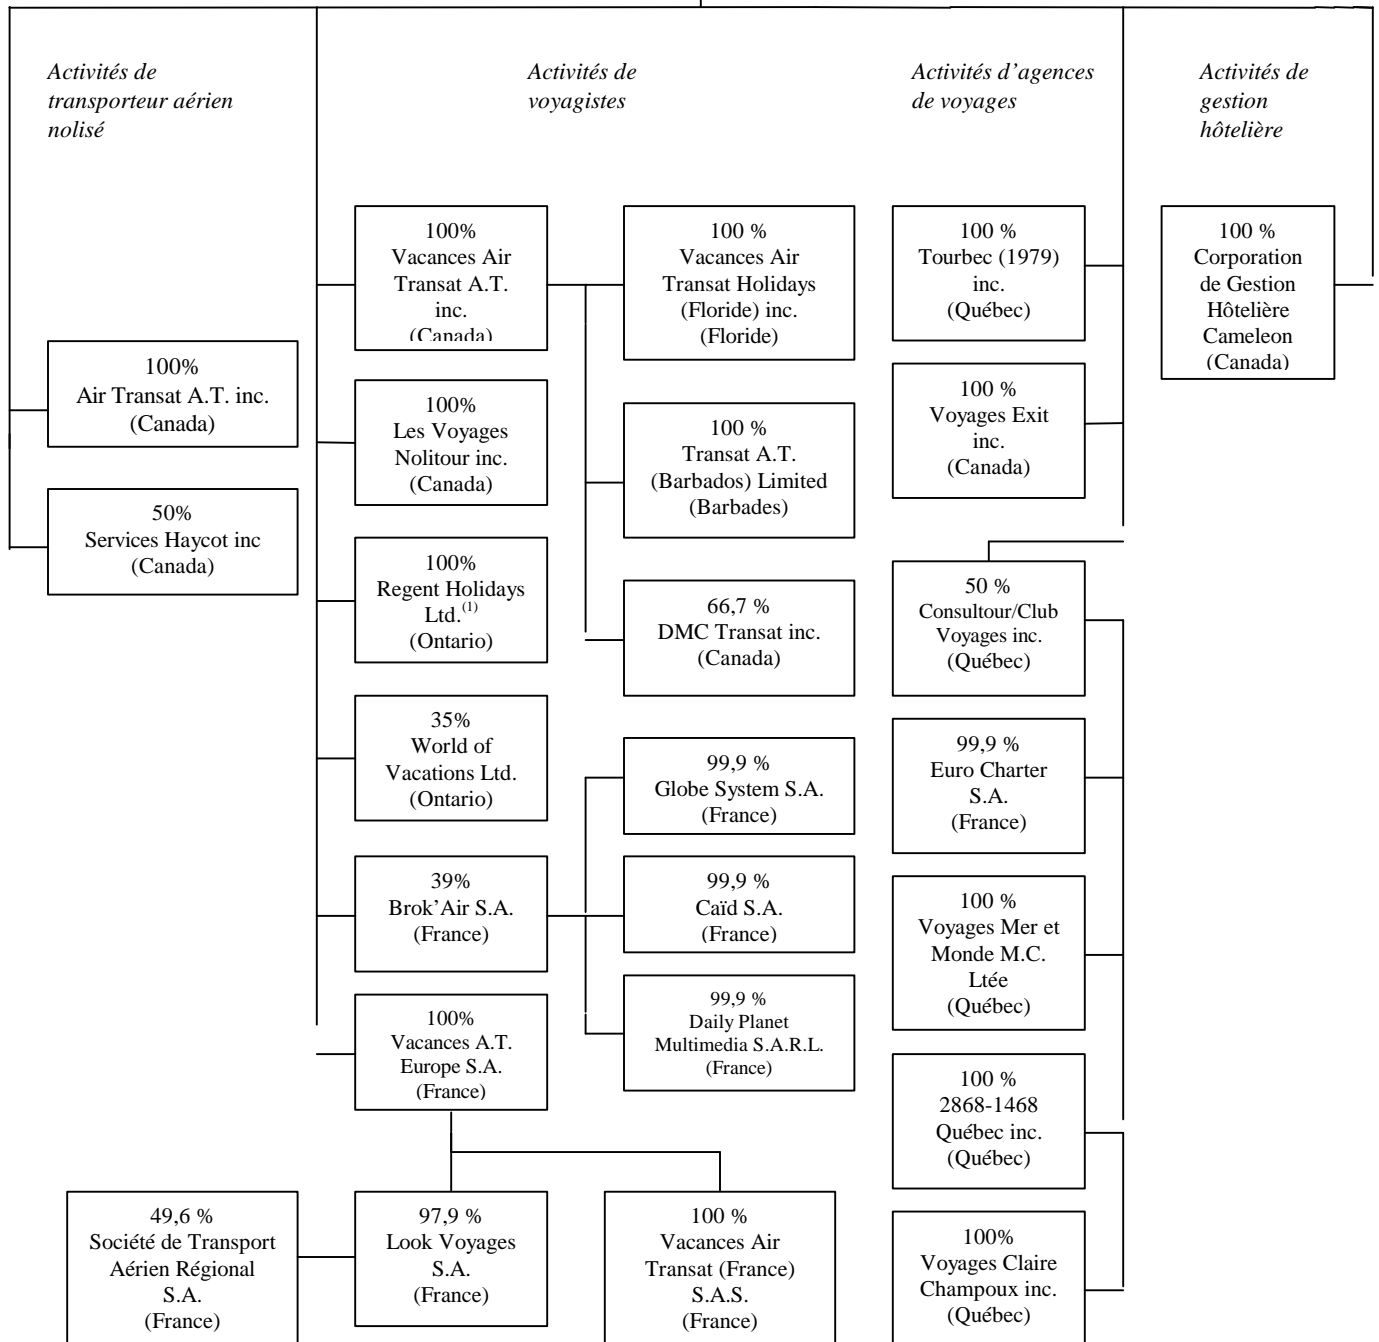 Activités de
transporteur aérien
nolisé
Activités de
voyagistes
Activités d'agences
de voyages
Activités de
gestion
hôtelière
100%
Air Transat A.T. inc.
(Canada)
50%
Services Haycot inc
(Canada)
100%
Vacances Air
Transat A.T.
inc.
(Canada)
100%
Les Voyages
Nolitour inc.
(Canada)
100%
Regent Holidays
Ltd.(1)
(Ontario)
35%
World of
Vacations Ltd.
(Ontario)
39%
Brok'Air S.A.
(France)
100%
Vacances A.T.
Europe S.A.
(France)
100 %
Vacances Air
Transat Holidays
(Floride) inc.
(Floride)
100 %
Transat A.T.
(Barbados) Limited
(Barbades)
66,7 %
DMC Transat inc.
(Canada)
99,9 %
Globe System S.A.
(France)
99,9 %
Caïd S.A.
(France)
99,9 %
Daily Planet
Multimedia S.A.R.L.
(France)
100 %
Tourbec (1979)
inc.
(Québec)
100 %
Voyages Exit
inc.
(Canada)
50 %
Consultour/Club
Voyages inc.
(Québec)
99,9 %
Euro Charter
S.A.
(France)
100 %
Voyages Mer et
Monde M.C.
Ltée
(Québec)
100 %
2868-1468
Québec inc.
(Québec)
100%
Voyages Claire
Champoux inc.
(Québec)
100 %
Corporation
de Gestion
Hôtelière
Cameleon
(Canada)
49,6 %
Société de Transport
Aérien Régional
S.A.
(France)
97,9 %
Look Voyages
S.A.
(France)
100 %
Vacances Air
Transat (France)
S.A.S.
(France)